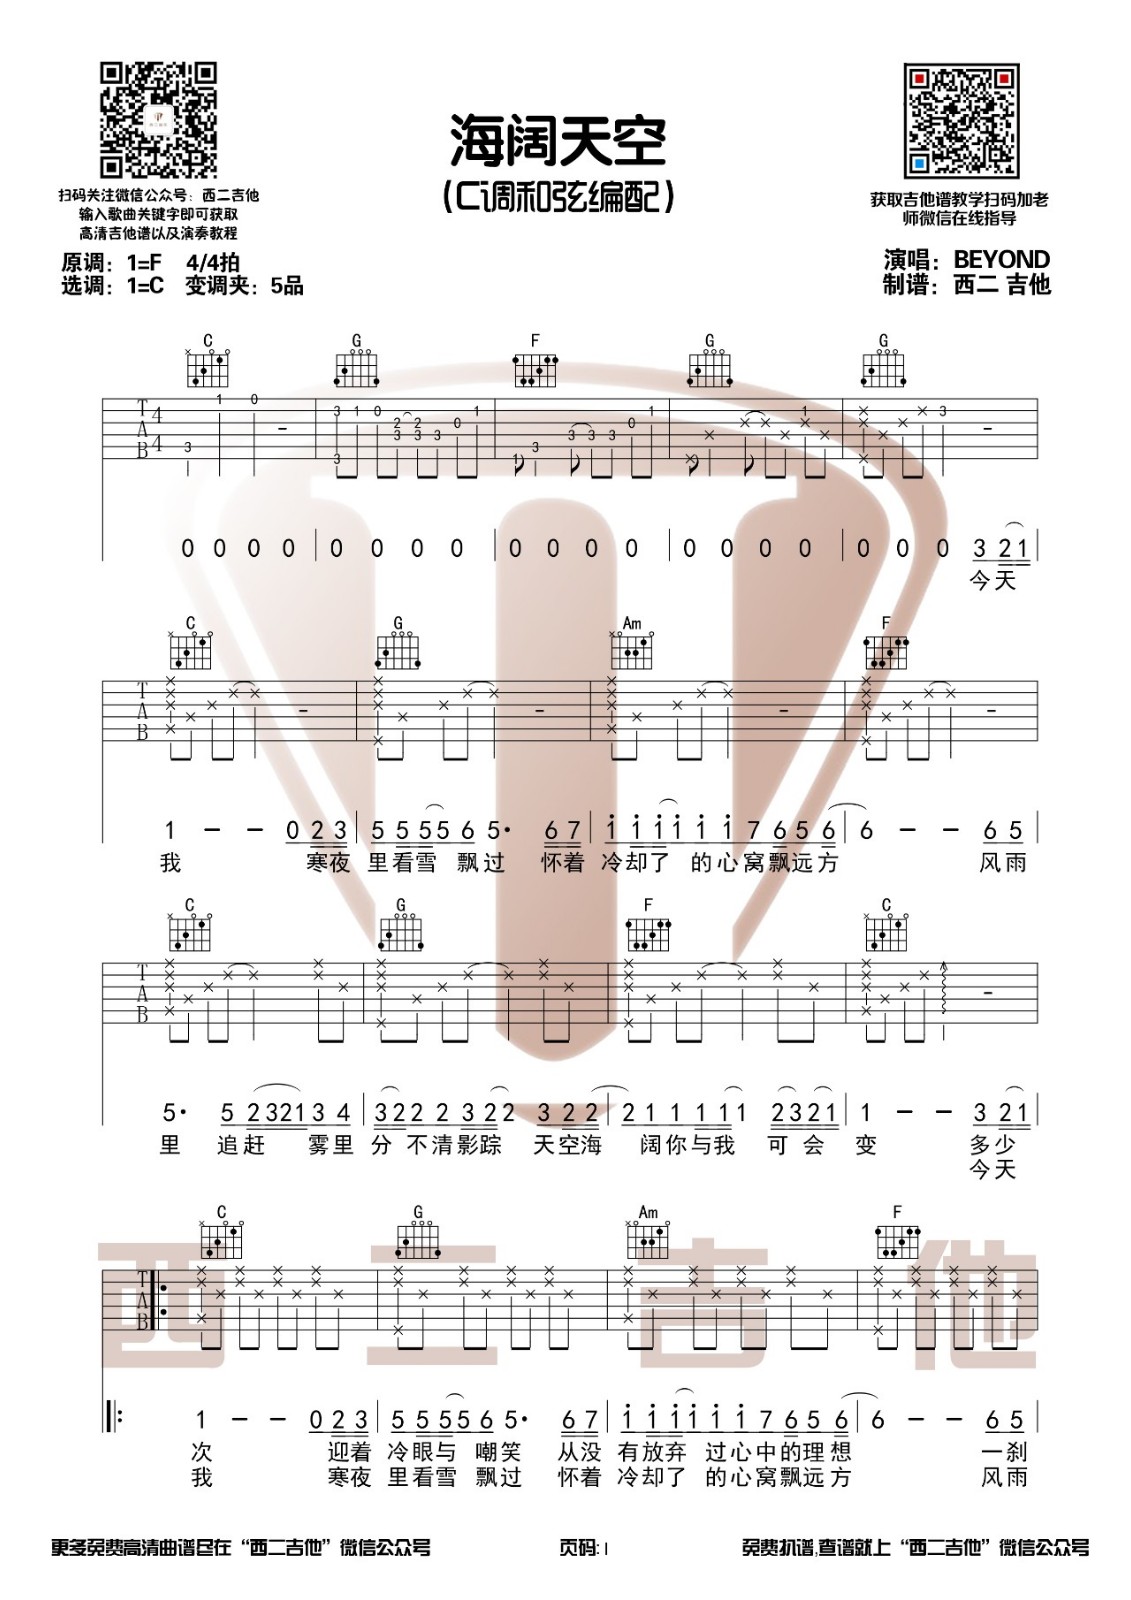 海阔天空
(C调和弦编配)
扫码关注微信公众号：西二吉他
输入歌曲关键字即可获取
高清吉他谱以及演奏教程
获取吉他谱教学扫码加老
师微信在线指导
原调：1=F 4/4拍
选调：1=C 变调夹：5品
演唱：BEYOND
制谱：西二 吉他
C G F G G
T 4
A 4
B
0 0 0 0 0 0 0 0 0 0 0 0 0 0 0 0 0 0 0 3 2 1
今天
C G Am F
T
A
B
1 - - 0 2 3 5 5 5 5 5 6 5· 6 7 1 1 1 1 1 1 7 6 5 6 6 - - 6 5
我 寒夜 里看雪 飘过 怀着 冷却了 的心窝飘远方 风雨
C G F C
T
A
B
5· 5 2 3 2 1 3 4 3 2 2 2 3 2 2 3 2 2 2 1 1 1 1 1 2 3 2 1 1 - - 3 2 1
里 追赶 雾里 分 不清影踪 天空海 阔你与我 可会 变 多少
今天
C G Am F
T
A
B
1 - - 0 2 3 5 5 5 5 5 6 5· 6 7 1 1 1 1 1 1 7 6 5 6 6 - - 6 5
次 迎着 冷眼与 嘲笑 从没 有放弃 过心中的理想 一刹
我 寒夜 里看雪 飘过 怀着 冷却了 的心窝飘远方 风雨
西二吉他
更多免费高清曲谱尽在“西二吉他”微信公众号
页码:1
免费扒谱,查谱就上“西二吉他”微信公众号